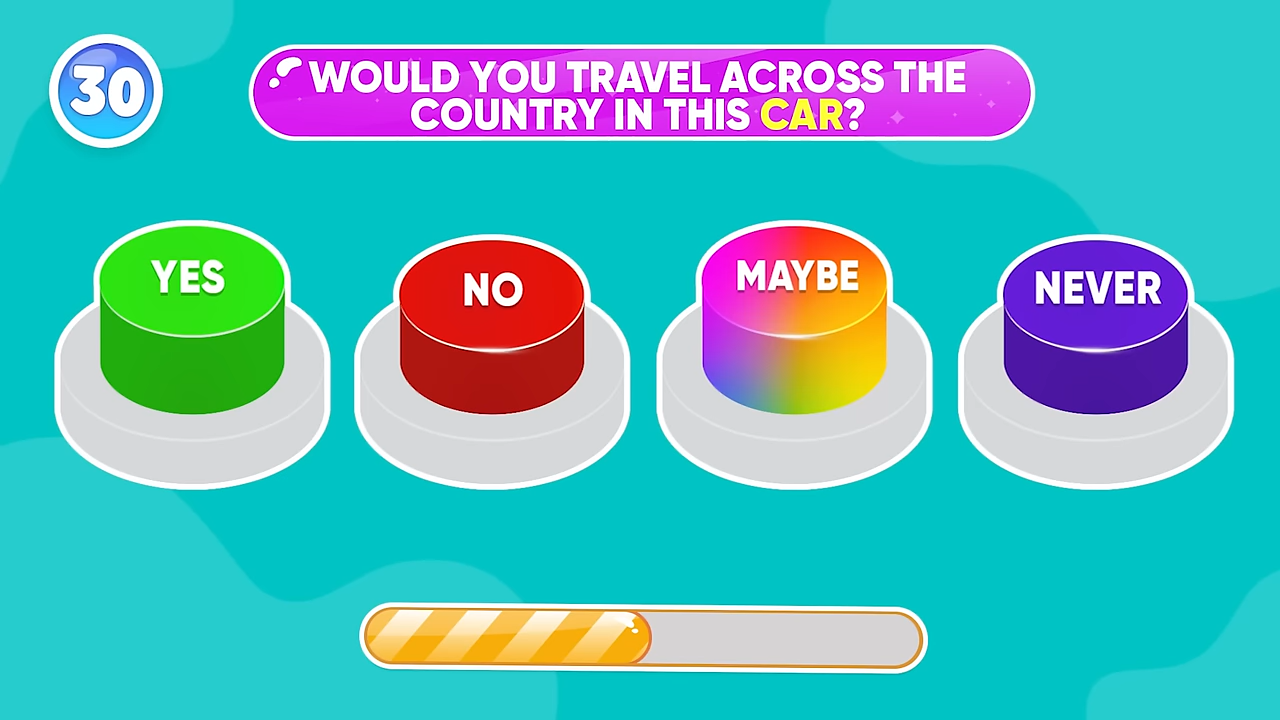 30
WOULD YOU TRAVEL ACROSS THE
COUNTRY IN THIS CAR?
YES
NO
MAYBE
NEVER